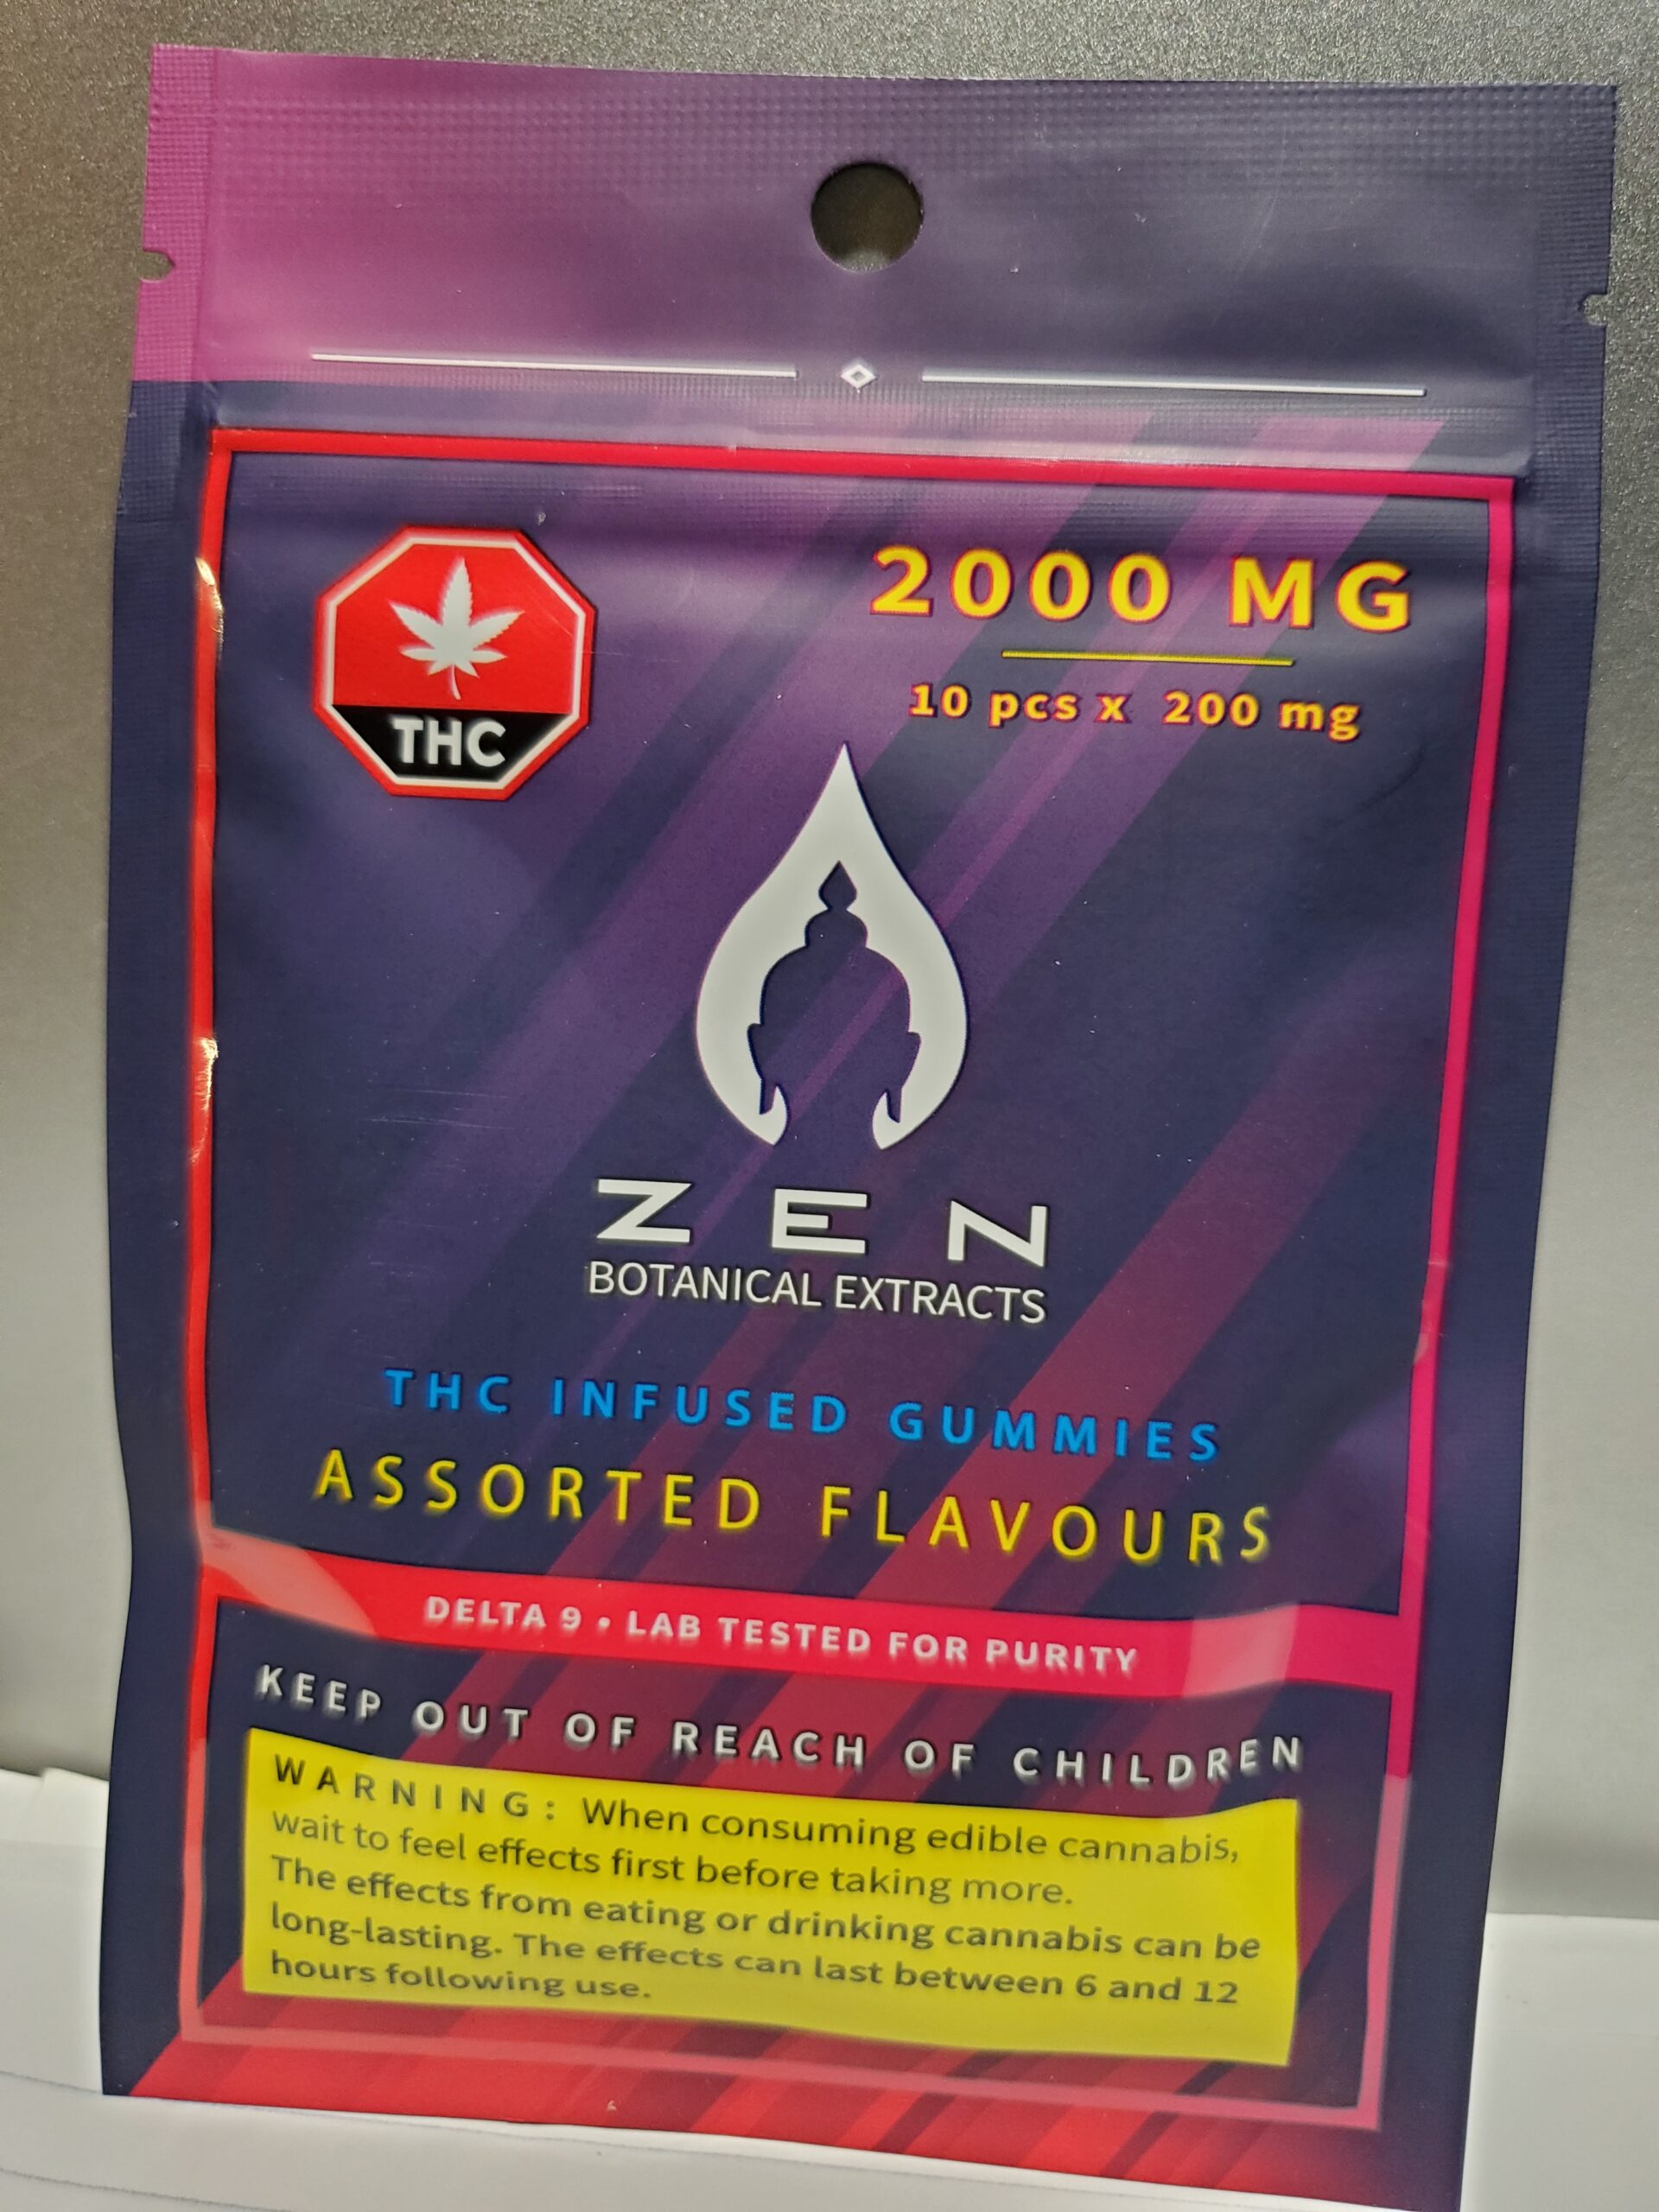 2000 MG
10 pcs x 200 mg
THC
ZEN
BOTANICAL EXTRACTS
THC INFUSED GUMMIES
ASSORTED FLAVOURS
DELTA 9 • LAB TESTED FOR PURITY
KEEP OUT OF REACH OF CHILDREN
WARNING: When consuming edible cannabis,
wait to feel effects first before taking more.
The effects from eating or drinking cannabis can be
long-lasting. The effects can last between 6 and 12
hours following use.